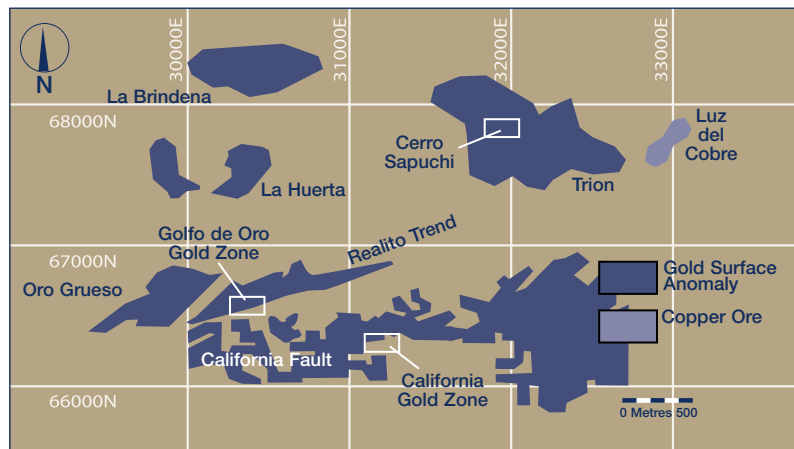 30000E
31000E
32000E
33000E
N
La Brindena
68000N
Cerro
Sapuchi
Luz
del
Cobre
La Huerta
Trion
Golfo de Oro
Gold Zone
Realito Trend
67000N
Oro Grueso
Gold Surface
Anomaly
Copper Ore
California Fault
California
Gold Zone
66000N
0 Metres 500